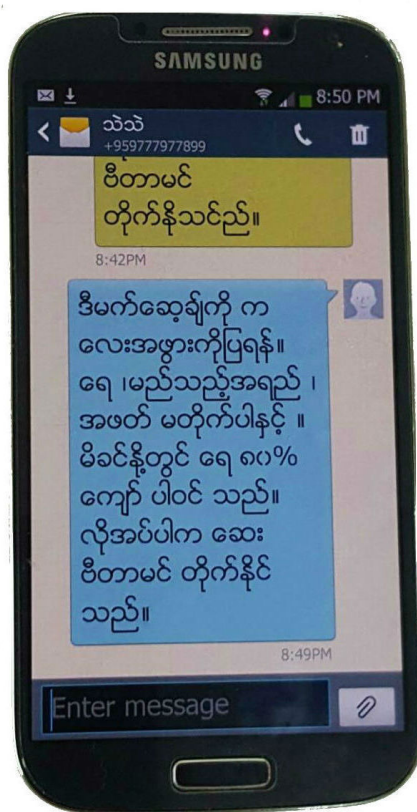 SAMSUNG
8:50 PM
သဲသဲ
+959777977899
ဗီတာမင်
တိုက်နိုသင်ည်။
8:42PM
ဒီမက်ဆေ့ချ်ကို က
လေးအဖွားကိုပြရန်။
ရေ ၊မည်သည့်အရည် ၊
အဖတ် မတိုက်ပါနှင့် ။
မိခင်နို့တွင် ရေ ၈၀%
ကျော် ပါဝင် သည်။
လိုအပ်ပါက ဆေး
ဗီတာမင် တိုက်နိုင်
သည်။
8:49PM
Enter message